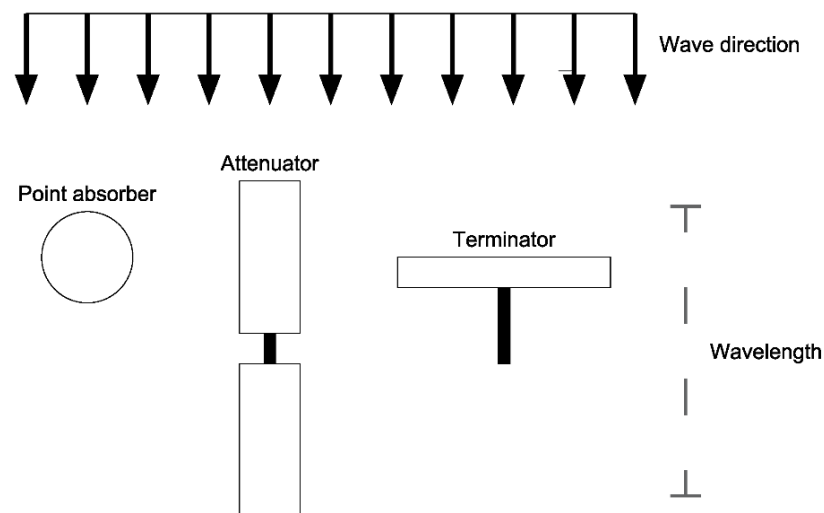 Wave direction
Attenuator
Point absorber
Terminator
Wavelength